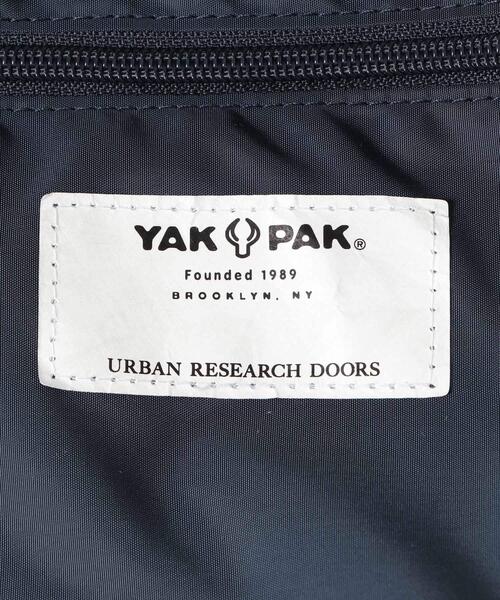 YAK PAK®
Founded 1989
BROOKLYN, NY
URBAN RESEARCH DOORS